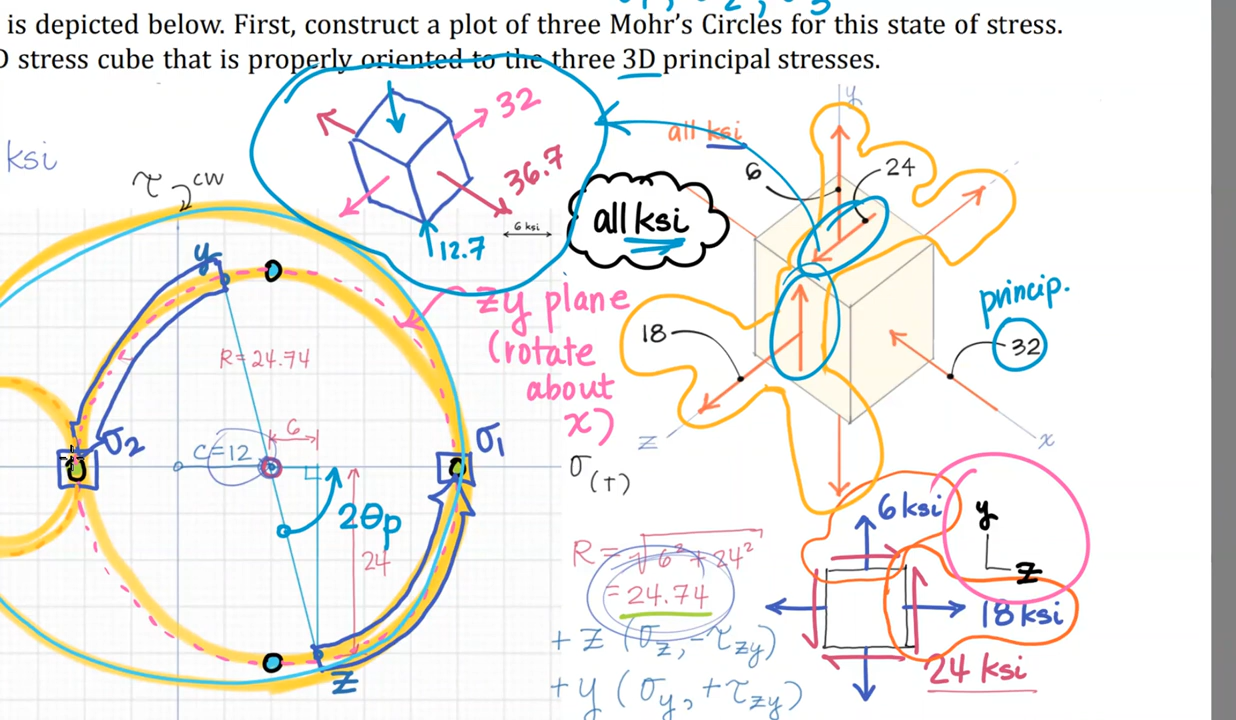 is depicted below. First, construct a plot of three Mohr's Circles for this state of stress.
D stress cube that is properly oriented to the three 3D principal stresses.
ksi
τ cw
32
36.7
12.7
6 ksi
all ksi
all ksi
y
6
24
18
princip.
32
z
x
zy plane
(rotate
about
x)
y
R=24.74
σ2
C=12
6
σ1
σ(+)
2θp
24
z
R = √6² + 24²
= 24.74
+ z (σz, -τzy)
+ y (σy, +τzy)
6 ksi
y
z
18 ksi
24 ksi